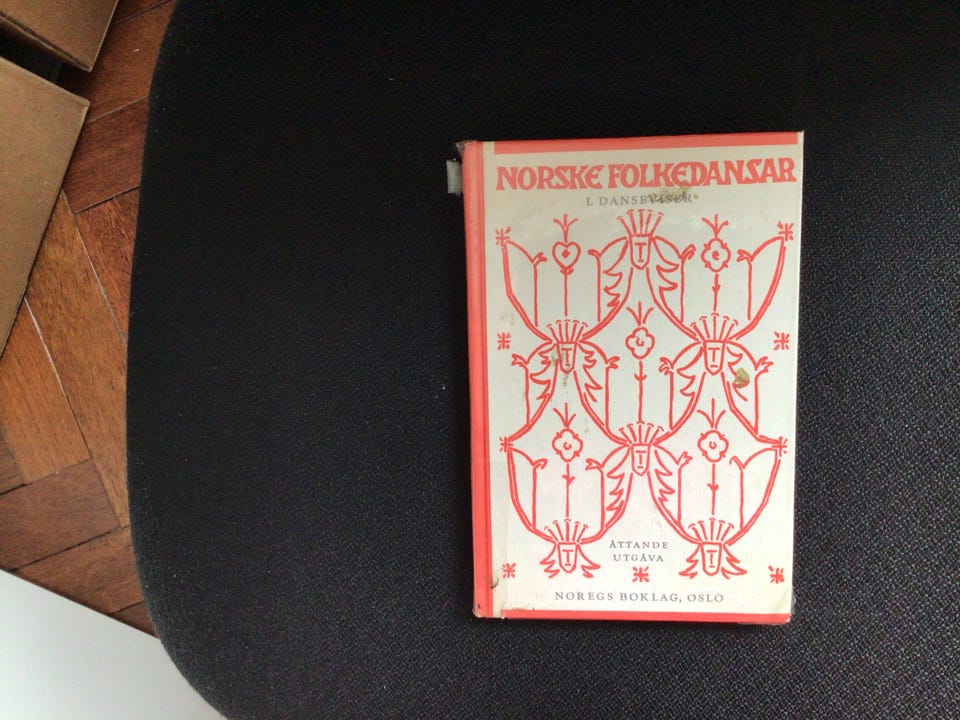 NORSKE FOLKEDANSAR
I. DANSEVISER
ÅTTANDE
UTGÅVA
NOREGS BOKLAG, OSLO